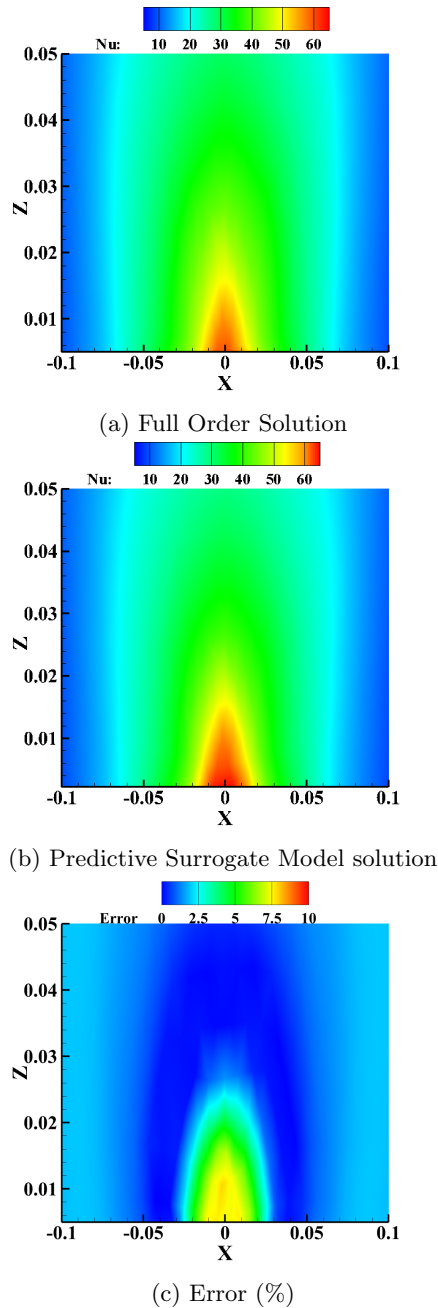 Nu: 10 20 30 40 50 60
0.05
0.04
0.03
0.02
0.01
Z
-0.1 -0.05 0 0.05 0.1
X
(a) Full Order Solution
Nu: 10 20 30 40 50 60
0.05
0.04
0.03
0.02
0.01
Z
-0.1 -0.05 0 0.05 0.1
X
(b) Predictive Surrogate Model solution
Error 0 2.5 5 7.5 10
0.05
0.04
0.03
0.02
0.01
Z
-0.1 -0.05 0 0.05 0.1
X
(c) Error (%)